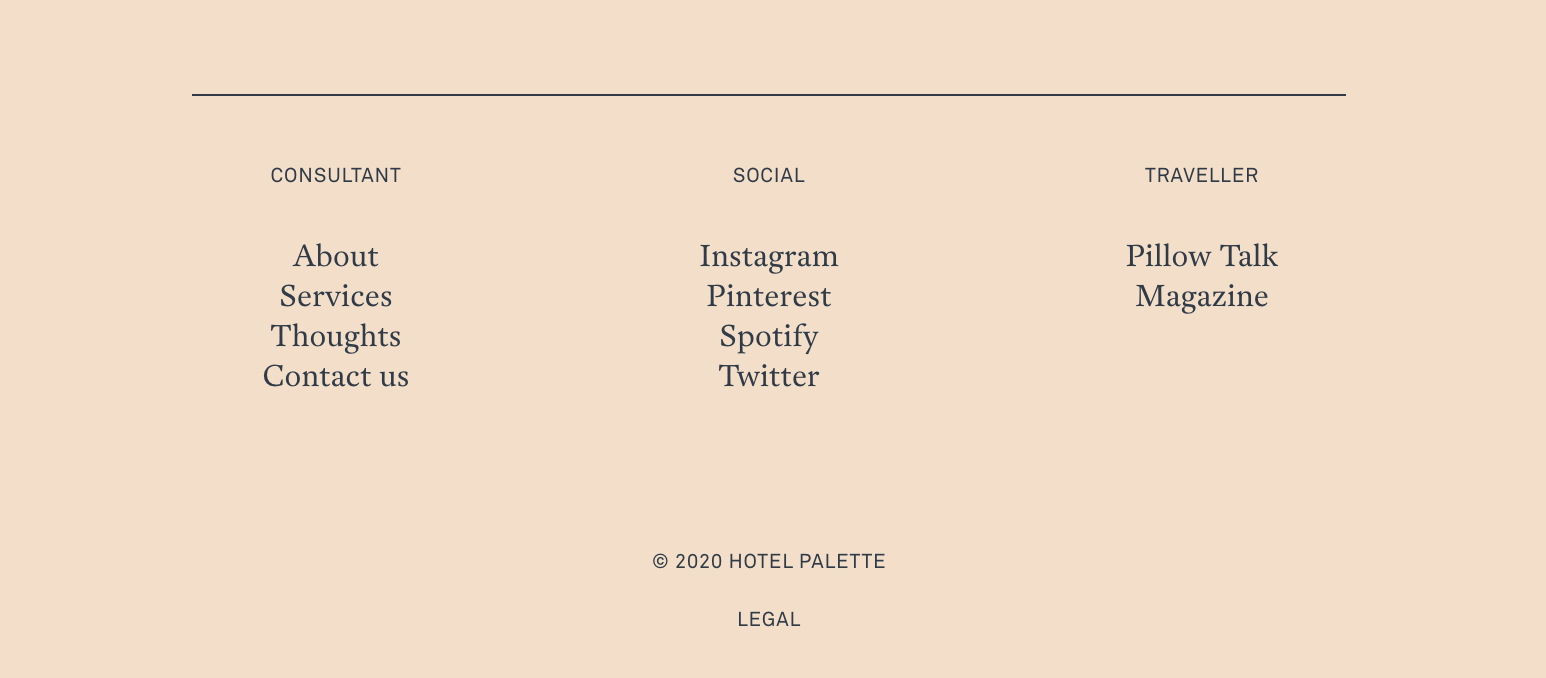 CONSULTANT
About
Services
Thoughts
Contact us
SOCIAL
Instagram
Pinterest
Spotify
Twitter
TRAVELLER
Pillow Talk
Magazine
© 2020 HOTEL PALETTE
LEGAL